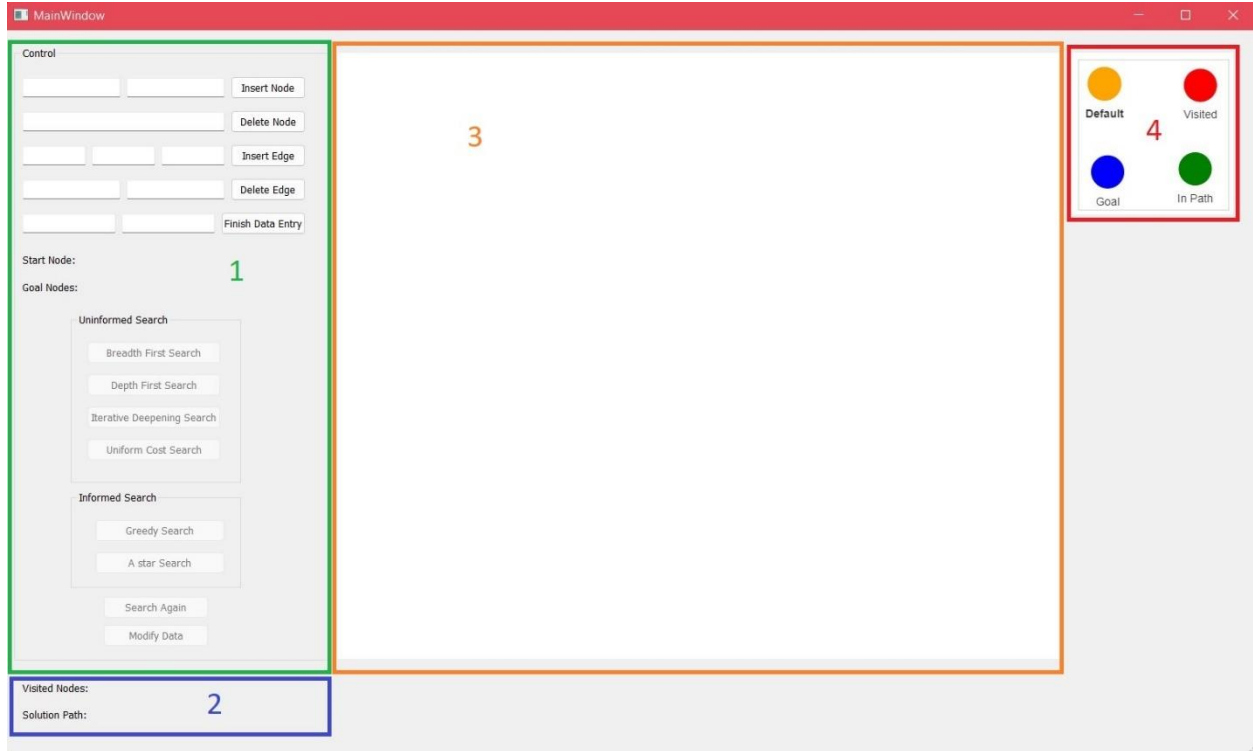 MainWindow
Control
Insert Node
Delete Node
Insert Edge
Delete Edge
Finish Data Entry
Start Node:
1
Goal Nodes:
Uninformed Search
Breadth First Search
Depth First Search
Iterative Deepening Search
Uniform Cost Search
Informed Search
Greedy Search
A star Search
Search Again
Modify Data
Visited Nodes:
2
Solution Path:
3
Default
Visited
4
Goal
In Path